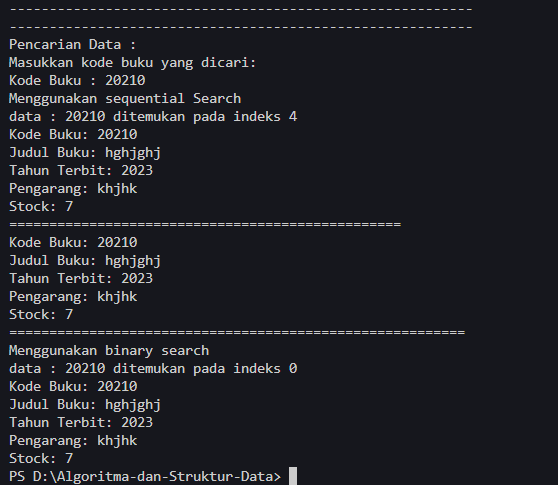 ---------------------------------------------------------
---------------------------------------------------------
Pencarian Data :
Masukkan kode buku yang dicari:
Kode Buku : 20210
Menggunakan sequential Search
data : 20210 ditemukan pada indeks 4
Kode Buku: 20210
Judul Buku: hghjghj
Tahun Terbit: 2023
Pengarang: khjhk
Stock: 7
================================================
Kode Buku: 20210
Judul Buku: hghjghj
Tahun Terbit: 2023
Pengarang: khjhk
Stock: 7
========================================================
Menggunakan binary search
data : 20210 ditemukan pada indeks 0
Kode Buku: 20210
Judul Buku: hghjghj
Tahun Terbit: 2023
Pengarang: khjhk
Stock: 7
PS D:\Algoritma-dan-Struktur-Data>